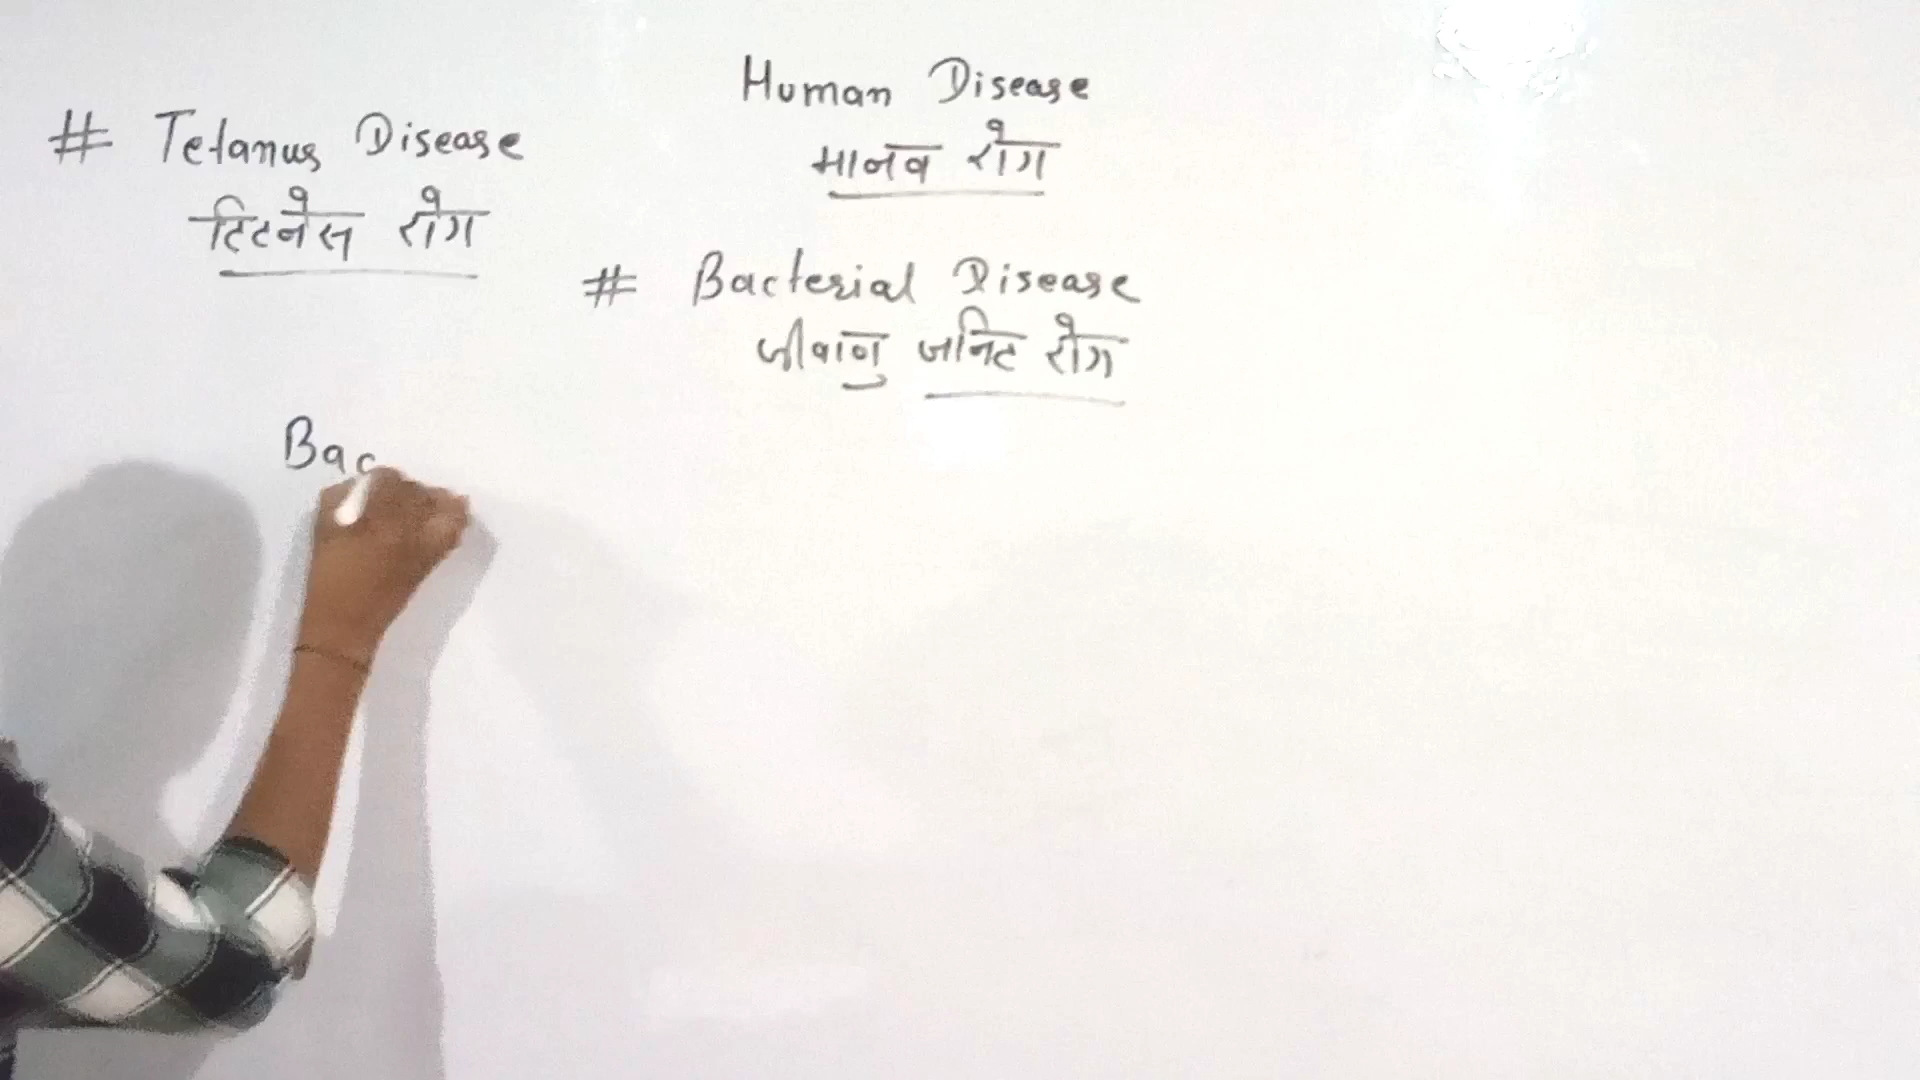 Human Disease
मानव रोग
# Tetanus Disease
टिटनेस रोग
# Bacterial Disease
जीवाणु जनित रोग
Bac